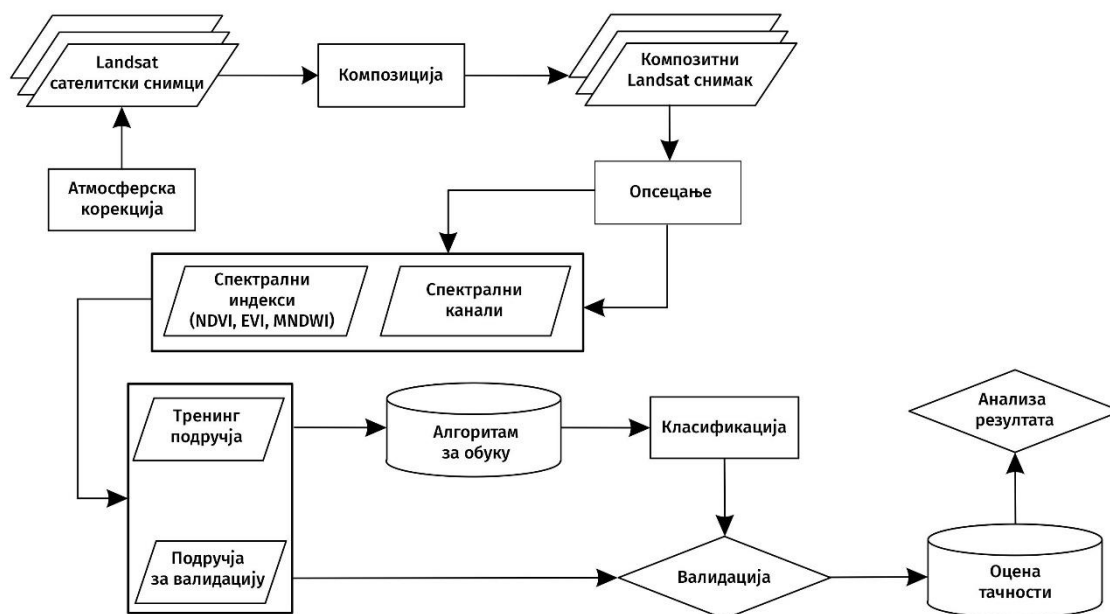 Landsat
сателитски снимци
Композиција
Композитни
Landsat снимак
Атмосферска
корекција
Опсецање
Спектрални
индекси
(NDVI, EVI, MNDWI)
Спектрални
канали
Тренинг
подручја
Алгоритам
за обуку
Класификација
Анализа
резултата
Подручја
за валидацију
Валидација
Оцена
тачности